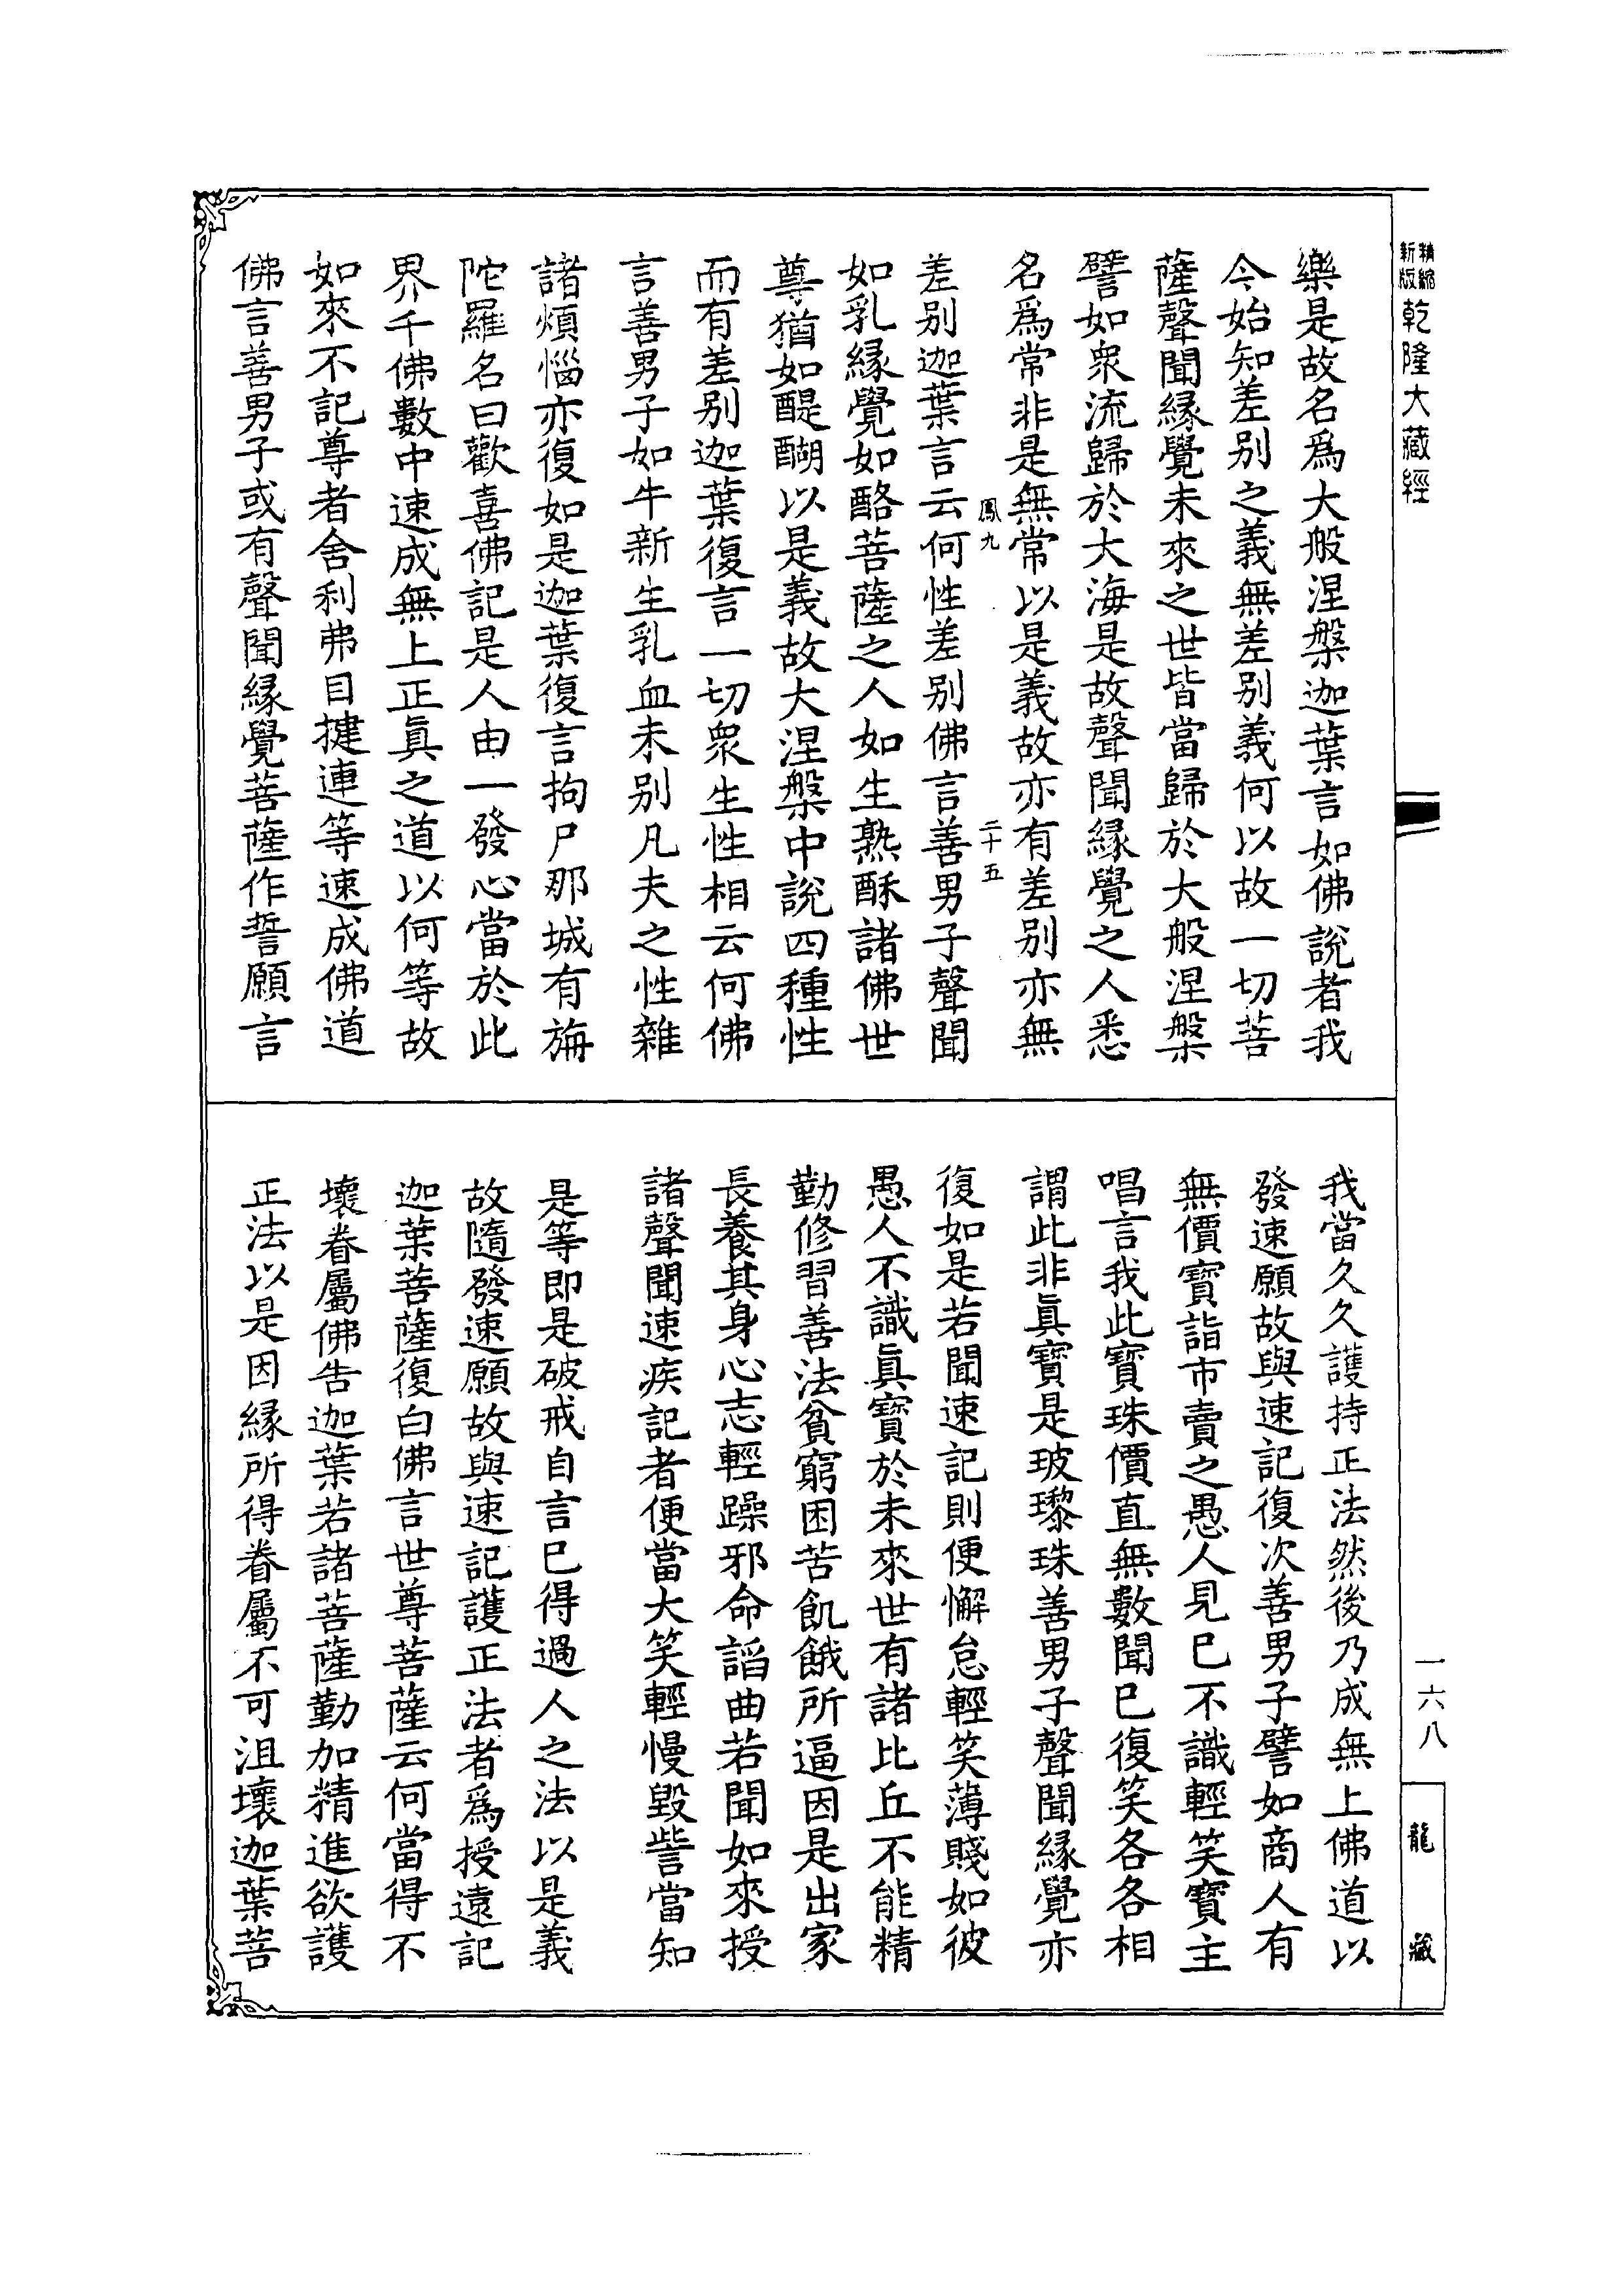 精縮
新版
乾隆大藏經
一六八
龍藏
樂是故名爲大般涅槃迦葉言如佛說者我
今始知差别之義無差别義何以故一切菩
薩聲聞緣覺未來之世皆當歸於大般涅槃
譬如衆流歸於大海是故聲聞緣覺之人悉
名爲常非是無常以是義故亦有差别亦無
鳳九
二十五
差别迦葉言云何性差别佛言善男子聲聞
如乳緣覺如酪菩薩之人如生熟酥諸佛世
尊猶如醍醐以是義故大涅槃中說四種性
而有差别迦葉復言一切衆生性相云何佛
言善男子如牛新生乳血未别凡夫之性雜
諸煩惱亦復如是迦葉復言拘尸那城有旃
陀羅名曰歡喜佛記是人由一發心當於此
界千佛數中速成無上正眞之道以何等故
如來不記尊者舍利弗目揵連等速成佛道
佛言善男子或有聲聞緣覺菩薩作誓願言
我當久久護持正法然後乃成無上佛道以
發速願故與速記復次善男子譬如商人有
無價寶詣市賣之愚人見已不識輕笑寶主
唱言我此寶珠價直無數聞已復笑各各相
謂此非眞寶是玻瓈珠善男子聲聞緣覺亦
復如是若聞速記則便懈怠輕笑薄賤如彼
愚人不識眞寶於未來世有諸比丘不能精
勤修習善法貧窮困苦飢餓所逼因是出家
長養其身心志輕躁邪命諂曲若聞如來授
諸聲聞速疾記者便當大笑輕慢毀訾當知
是等即是破戒自言已得過人之法以是義
故隨發速願故與速記護正法者爲授遠記
迦葉菩薩復白佛言世尊菩薩云何當得不
壞眷屬佛告迦葉若諸菩薩勤加精進欲護
正法以是因緣所得眷屬不可沮壞迦葉菩